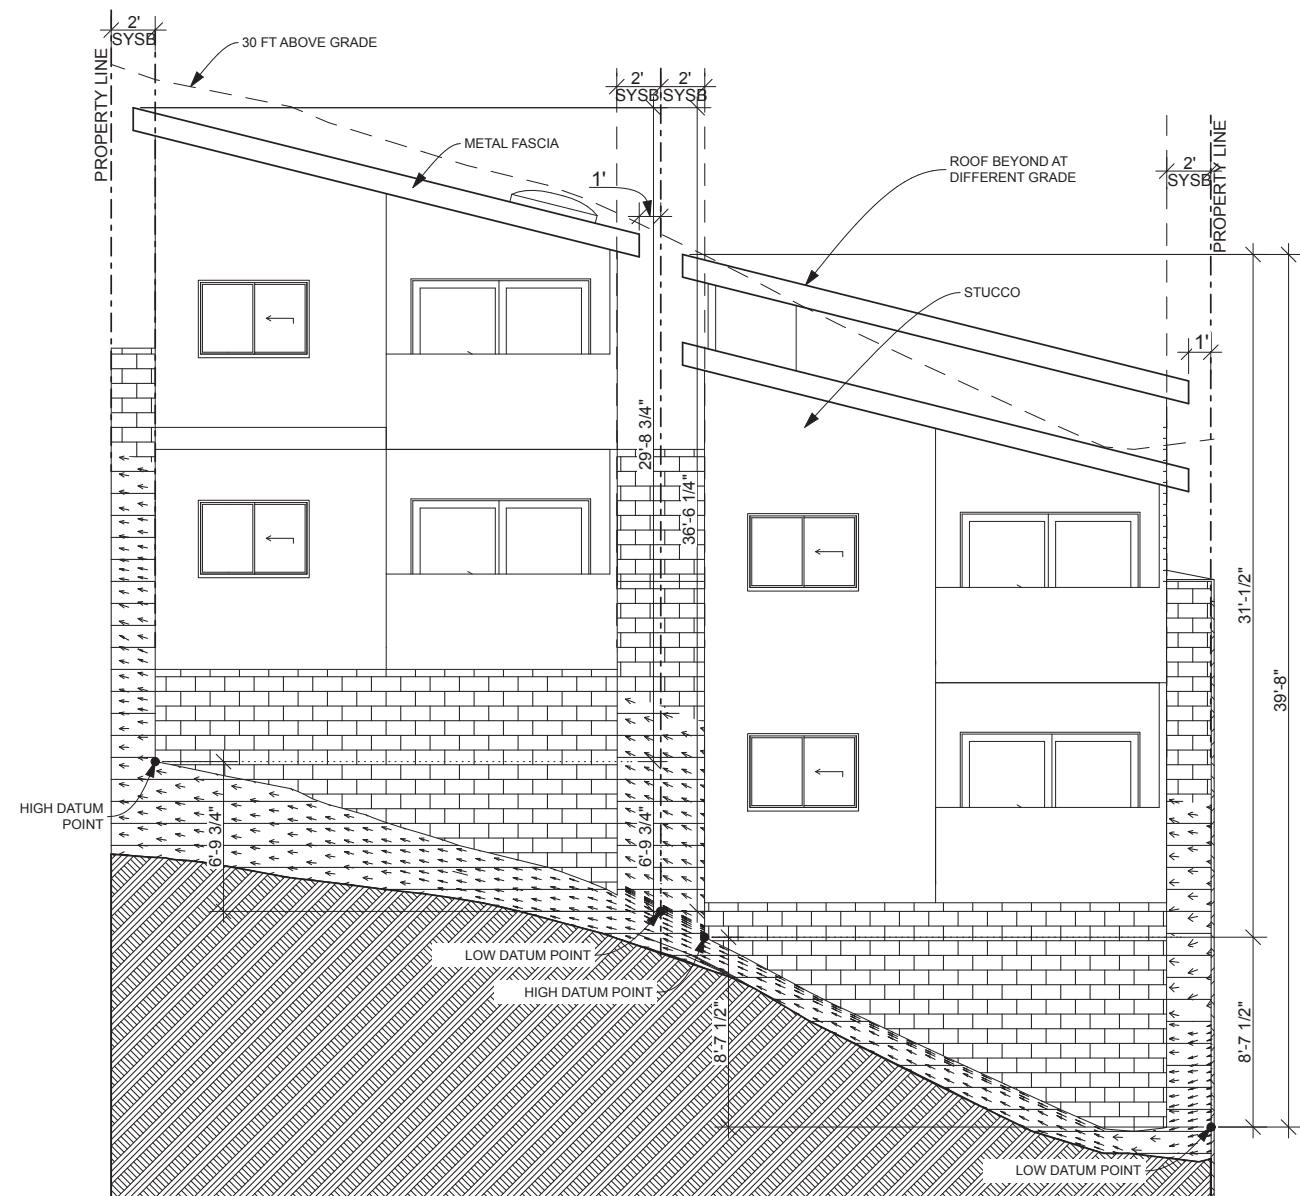 2'
SYSB
30 FT ABOVE GRADE
PROPERTY LINE
2'
SYSB
2'
SYSB
METAL FASCIA
1'
ROOF BEYOND AT
DIFFERENT GRADE
2'
SYSB
PROPERTY LINE
STUCCO
1'
29'-8 3/4"
36'-6 1/4"
31'-1/2"
39'-8"
HIGH DATUM
POINT
6'-9 3/4"
6'-9 3/4"
LOW DATUM POINT
HIGH DATUM POINT
8'-7 1/2"
8'-7 1/2"
LOW DATUM POINT